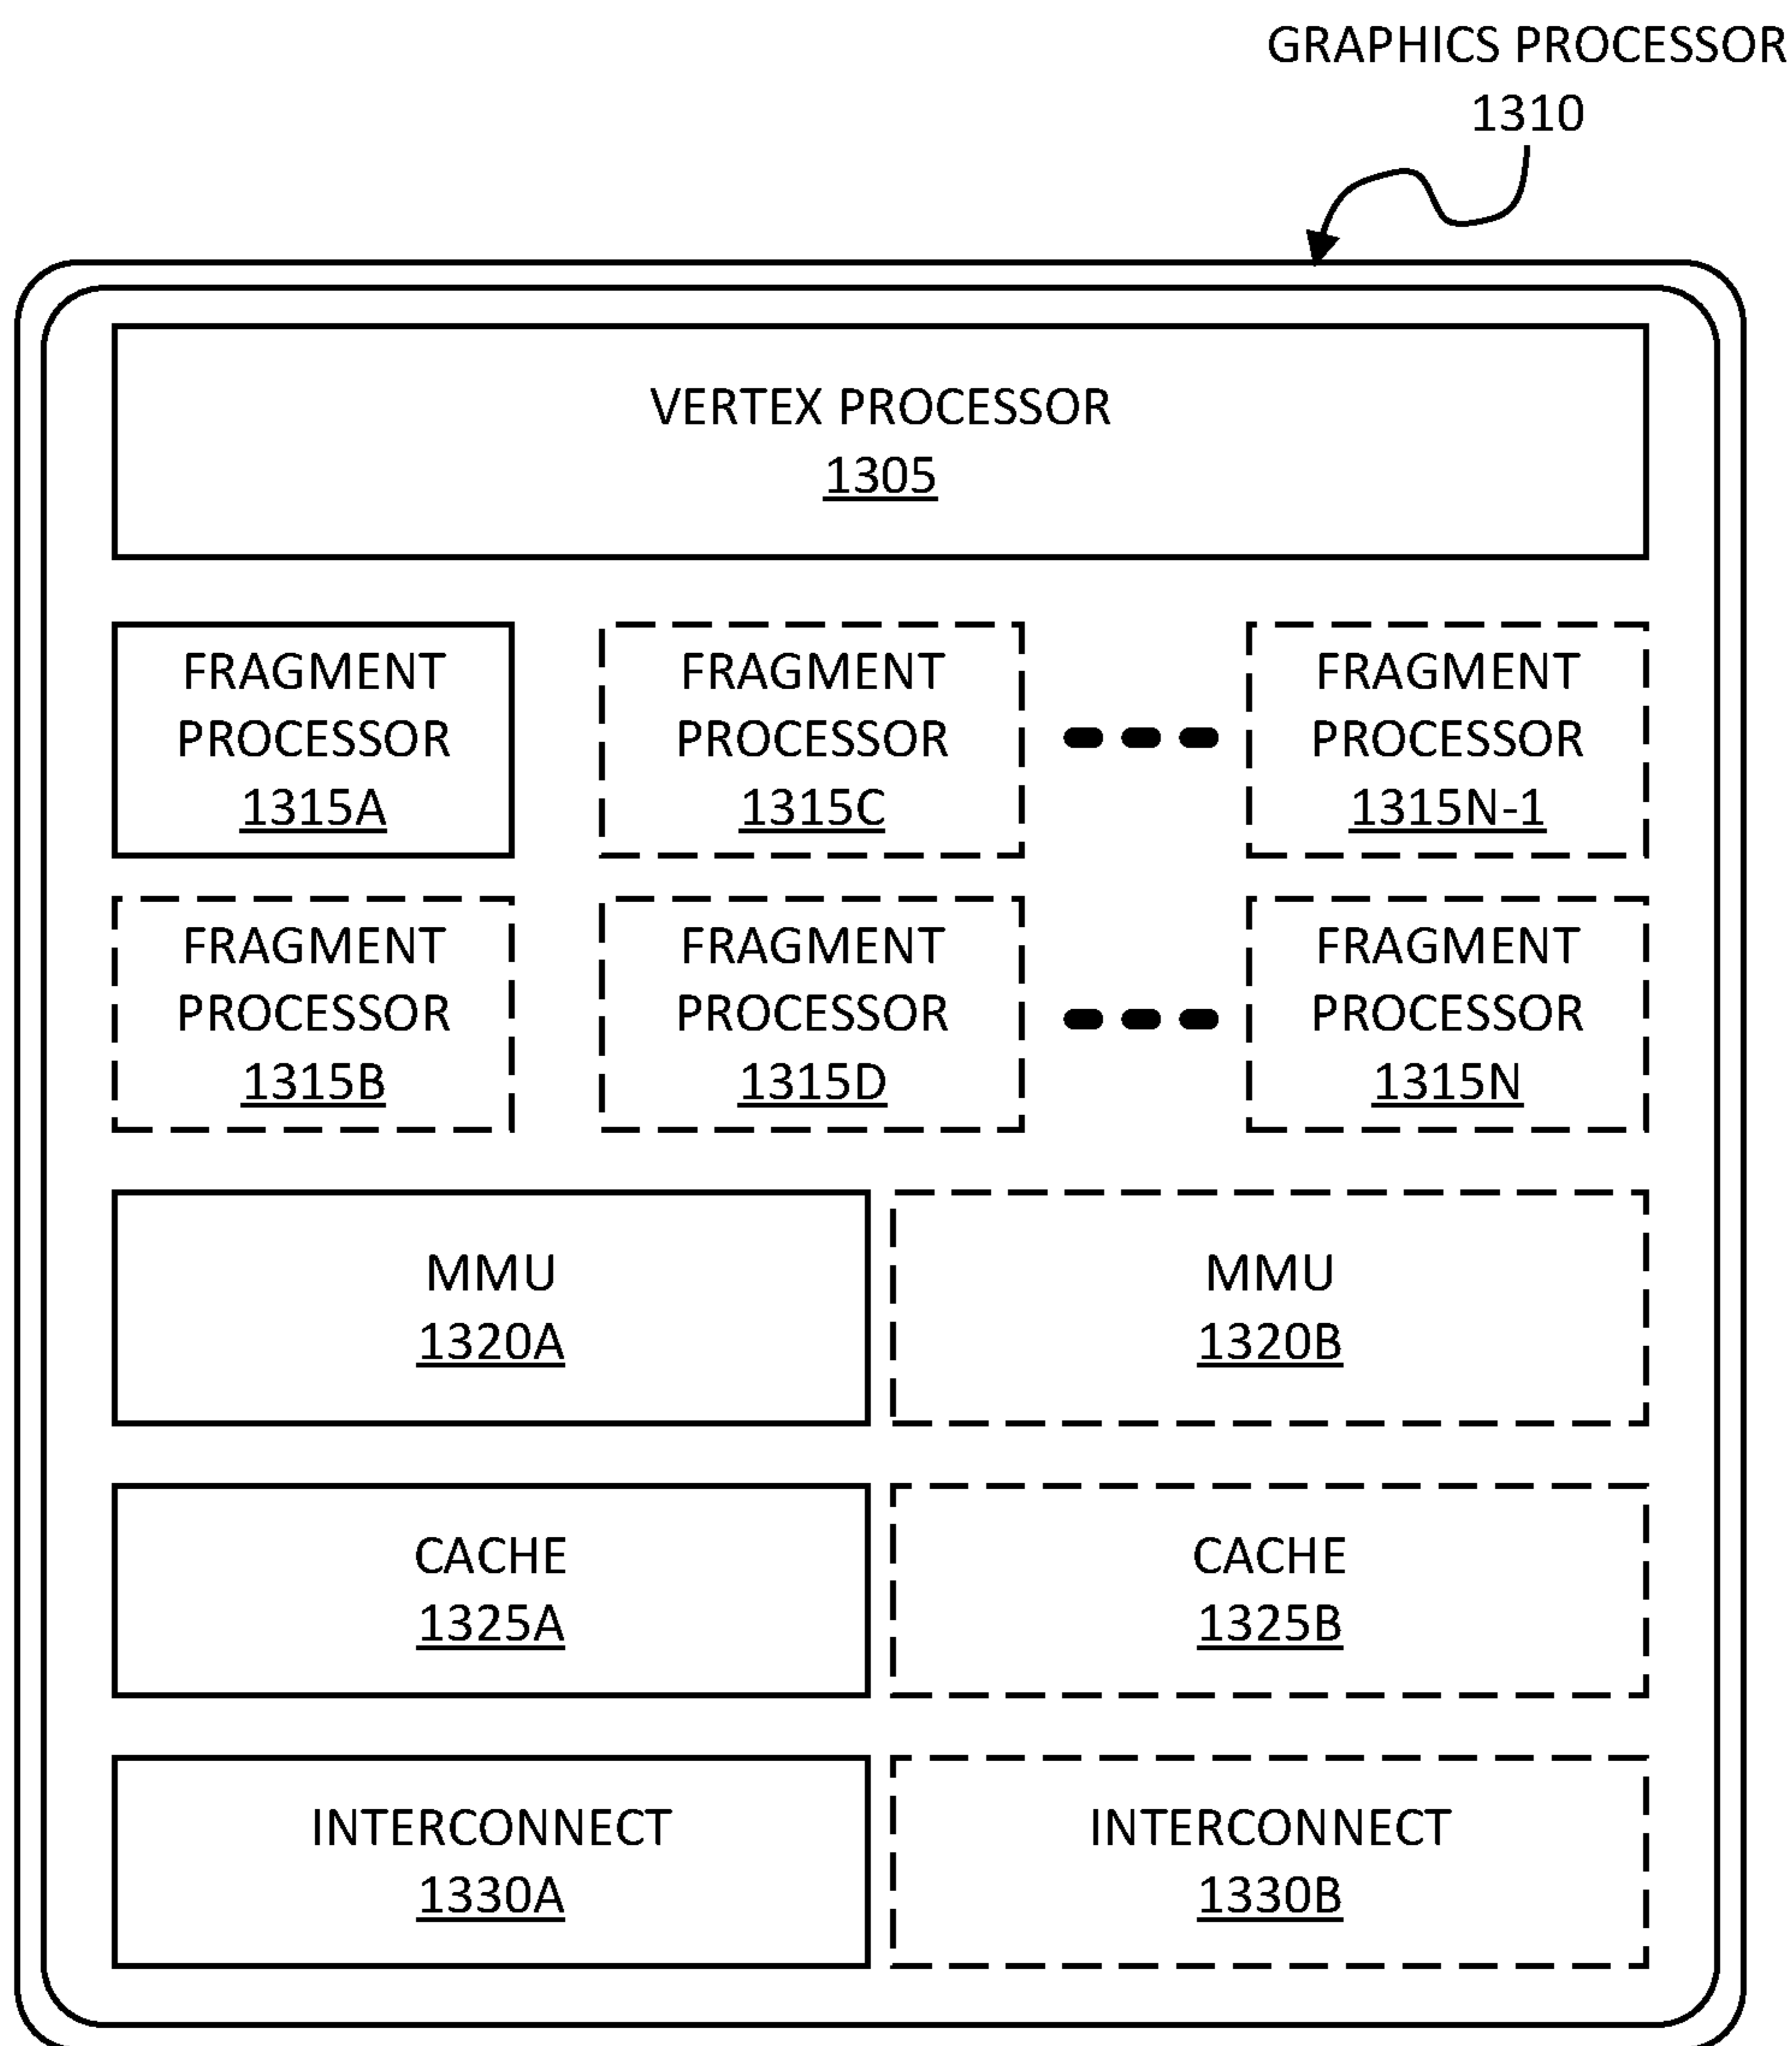 GRAPHICS PROCESSOR
1310
VERTEX PROCESSOR
1305
FRAGMENT
PROCESSOR
1315A
FRAGMENT
PROCESSOR
1315C
FRAGMENT
PROCESSOR
1315N-1
FRAGMENT
PROCESSOR
1315B
FRAGMENT
PROCESSOR
1315D
FRAGMENT
PROCESSOR
1315N
MMU
1320A
MMU
1320B
CACHE
1325A
CACHE
1325B
INTERCONNECT
1330A
INTERCONNECT
1330B